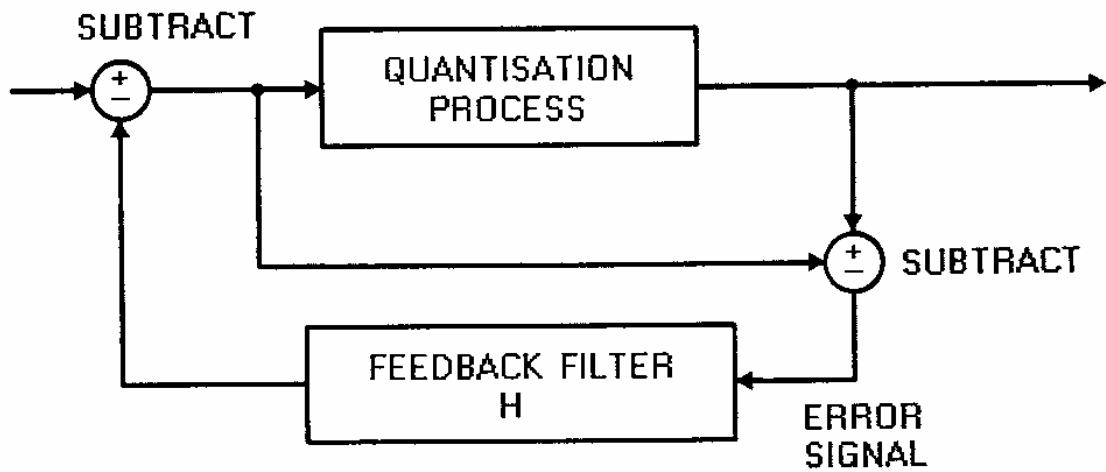 SUBTRACT
+
−
QUANTISATION
PROCESS
+
−
SUBTRACT
FEEDBACK FILTER
H
ERROR
SIGNAL